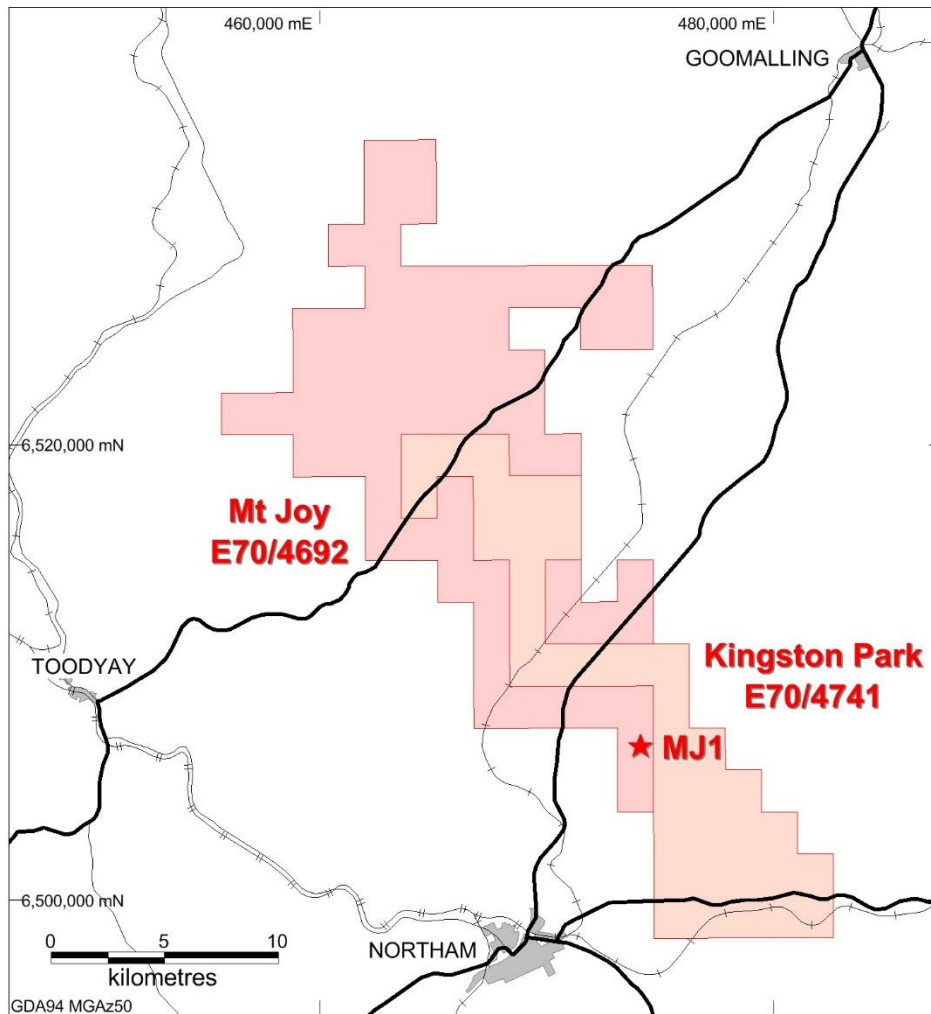 460,000 mE
480,000 mE
GOOMALLING
6,520,000 mN
Mt Joy
E70/4692
TOODYAY
Kingston Park
E70/4741
MJ1
6,500,000 mN
0 5 10
kilometres
NORTHAM
GDA94 MGAz50